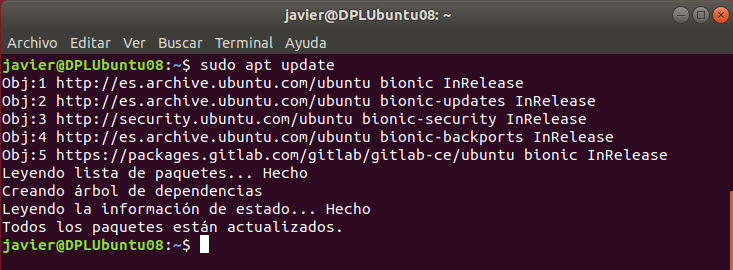 javier@DPLUbuntu08: ~
Archivo Editar Ver Buscar Terminal Ayuda
javier@DPLUbuntu08:~$ sudo apt update
Obj:1 http://es.archive.ubuntu.com/ubuntu bionic InRelease
Obj:2 http://es.archive.ubuntu.com/ubuntu bionic-updates InRelease
Obj:3 http://security.ubuntu.com/ubuntu bionic-security InRelease
Obj:4 http://es.archive.ubuntu.com/ubuntu bionic-backports InRelease
Obj:5 https://packages.gitlab.com/gitlab/gitlab-ce/ubuntu bionic InRelease
Leyendo lista de paquetes... Hecho
Creando árbol de dependencias
Leyendo la información de estado... Hecho
Todos los paquetes están actualizados.
javier@DPLUbuntu08:~$